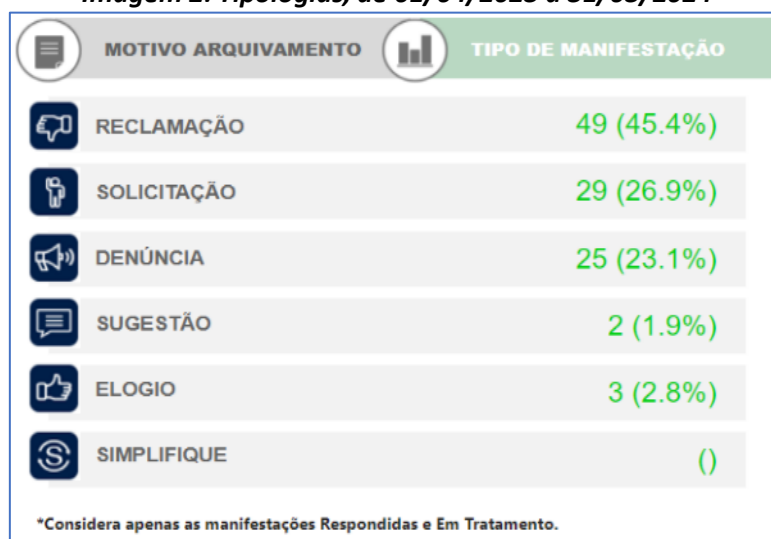 MOTIVO ARQUIVAMENTO TIPO DE MANIFESTAÇÃO
RECLAMAÇÃO 49 (45.4%)
SOLICITAÇÃO 29 (26.9%)
DENÚNCIA 25 (23.1%)
SUGESTÃO 2 (1.9%)
ELOGIO 3 (2.8%)
SIMPLIFIQUE ()
*Considera apenas as manifestações Respondidas e Em Tratamento.